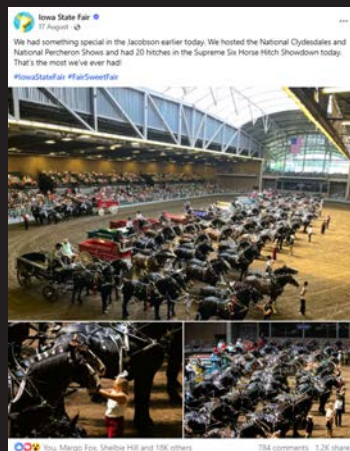 Iowa State Fair
17 August ·
We had something special in the Jacobson earlier today. We hosted the National Clydesdales and
National Percheron Shows and had 20 hitches in the Supreme Six Horse Hitch Showdown today.
That's the most we've ever had!
#IowaStateFair #FairSweetFair
You, Margo Fox, Shelbie Hill and 18K others
784 comments 1.2K share